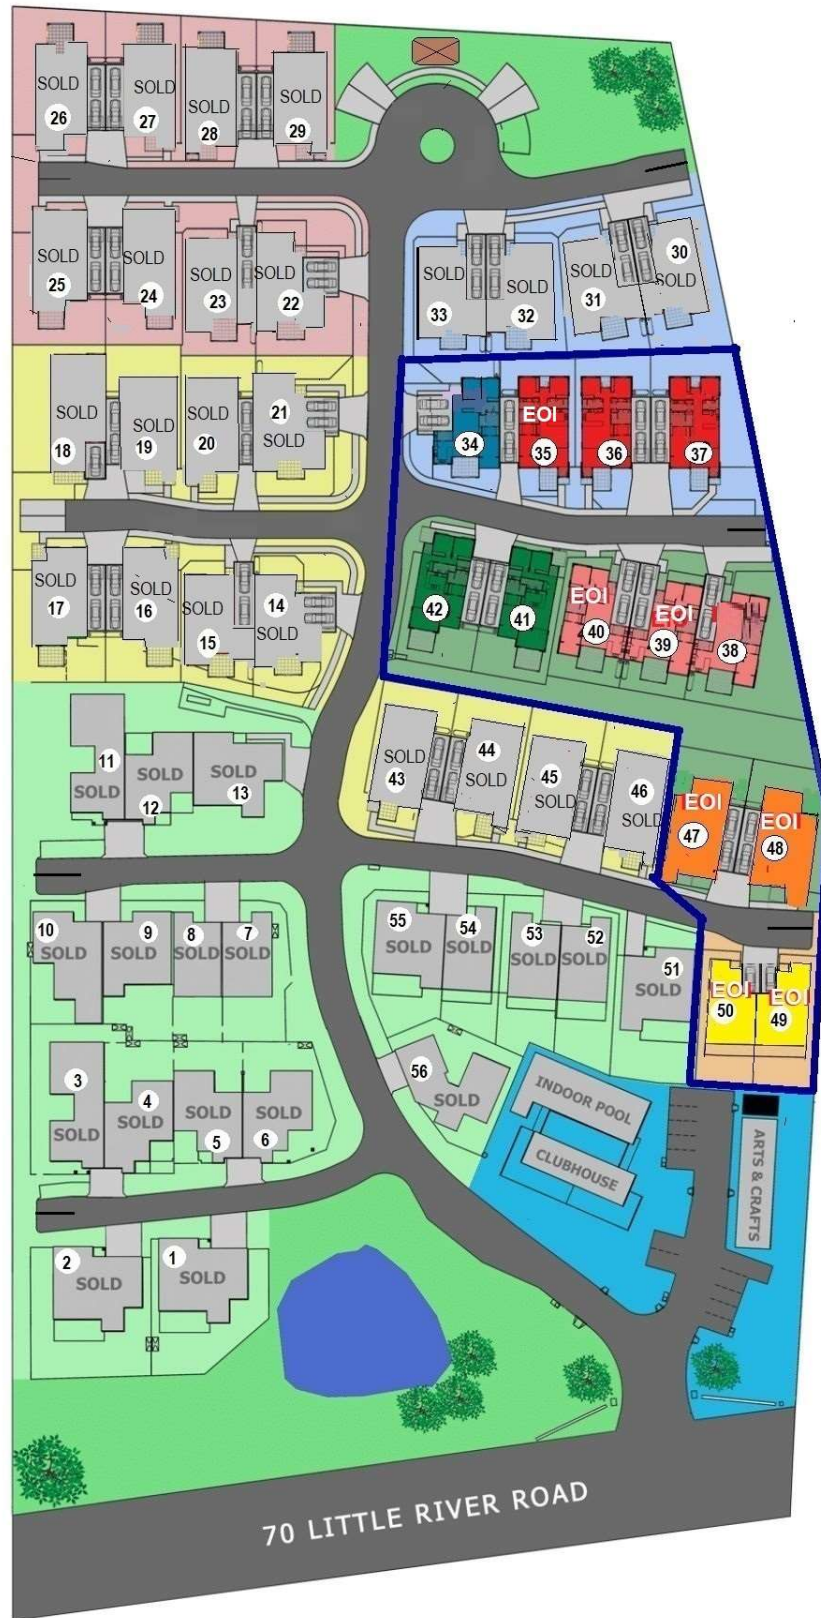 SOLD
26
SOLD
27
SOLD
28
SOLD
29
SOLD
25
SOLD
24
SOLD
23
SOLD
22
SOLD
33
SOLD
32
SOLD
31
30
SOLD
SOLD
18
SOLD
19
SOLD
20
21
SOLD
34
EOI
35
36
37
SOLD
17
SOLD
16
SOLD
15
14
SOLD
42
41
EOI
40
EOI
39
38
11
SOLD
SOLD
12
SOLD
13
SOLD
43
44
SOLD
45
SOLD
46
SOLD
EOI
47
EOI
48
10
SOLD
9
SOLD
8
SOLD
7
SOLD
55
SOLD
54
SOLD
53
SOLD
52
SOLD
51
SOLD
EOI
50
EOI
49
3
SOLD
4
SOLD
SOLD
5
SOLD
6
56
SOLD
INDOOR POOL
CLUBHOUSE
ARTS & CRAFTS
2
SOLD
1
SOLD
70 LITTLE RIVER ROAD